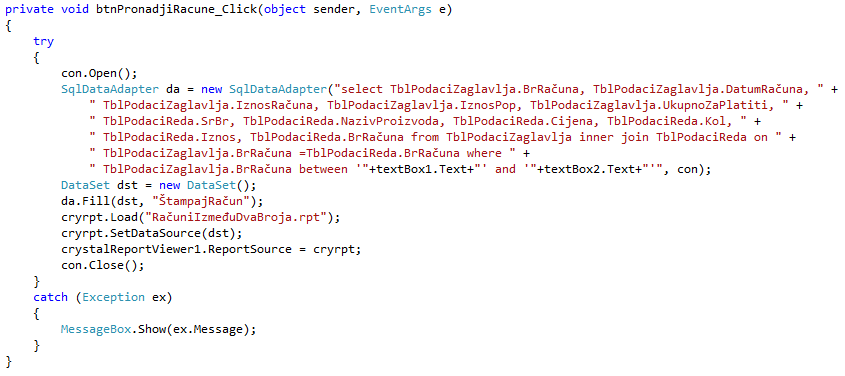 private void btnPronadjiRacune_Click(object sender, EventArgs e)
{
try
{
con.Open();
SqlDataAdapter da = new SqlDataAdapter("select TblPodaciZaglavlja.BrRačuna, TblPodaciZaglavlja.DatumRačuna, " +
" TblPodaciZaglavlja.IznosRačuna, TblPodaciZaglavlja.IznosPop, TblPodaciZaglavlja.UkupnoZaPlatiti, " +
" TblPodaciReda.SrBr, TblPodaciReda.NazivProizvoda, TblPodaciReda.Cijena, TblPodaciReda.Kol, " +
" TblPodaciReda.Iznos, TblPodaciReda.BrRačuna from TblPodaciZaglavlja inner join TblPodaciReda on " +
" TblPodaciZaglavlja.BrRačuna =TblPodaciReda.BrRačuna where " +
" TblPodaciZaglavlja.BrRačuna between '"+textBox1.Text+"' and '"+textBox2.Text+"'", con);
DataSet dst = new DataSet();
da.Fill(dst, "ŠtampajRačun");
cryrpt.Load("RačuniIzmeđuDvaBroja.rpt");
cryrpt.SetDataSource(dst);
crystalReportViewer1.ReportSource = cryrpt;
con.Close();
}
catch (Exception ex)
{
MessageBox.Show(ex.Message);
}
}